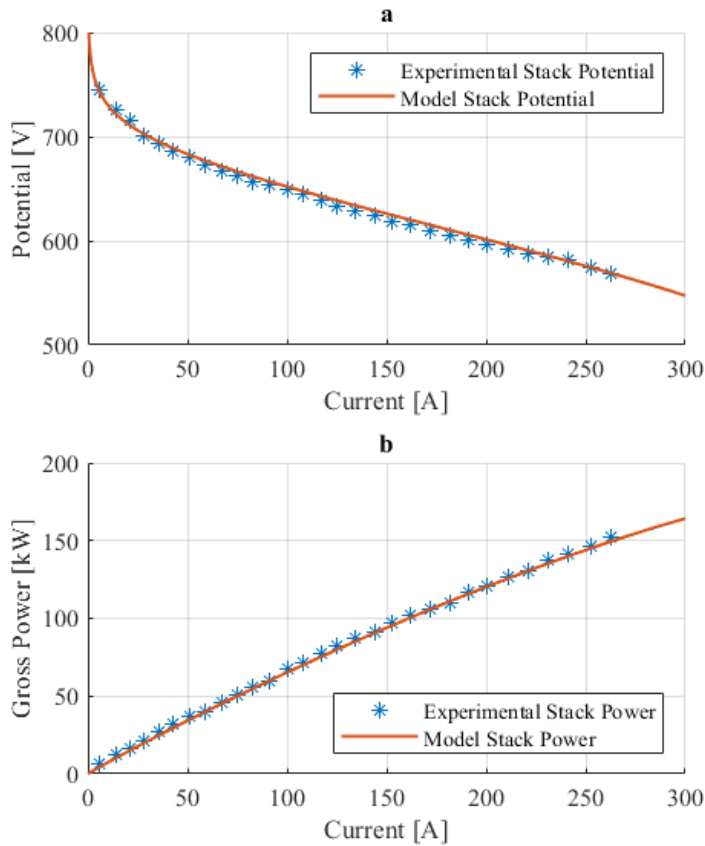 a
800
700
600
500
Potential [V]
Experimental Stack Potential
Model Stack Potential
0 50 100 150 200 250 300
Current [A]
b
200
150
100
50
0
Gross Power [kW]
Experimental Stack Power
Model Stack Power
0 50 100 150 200 250 300
Current [A]